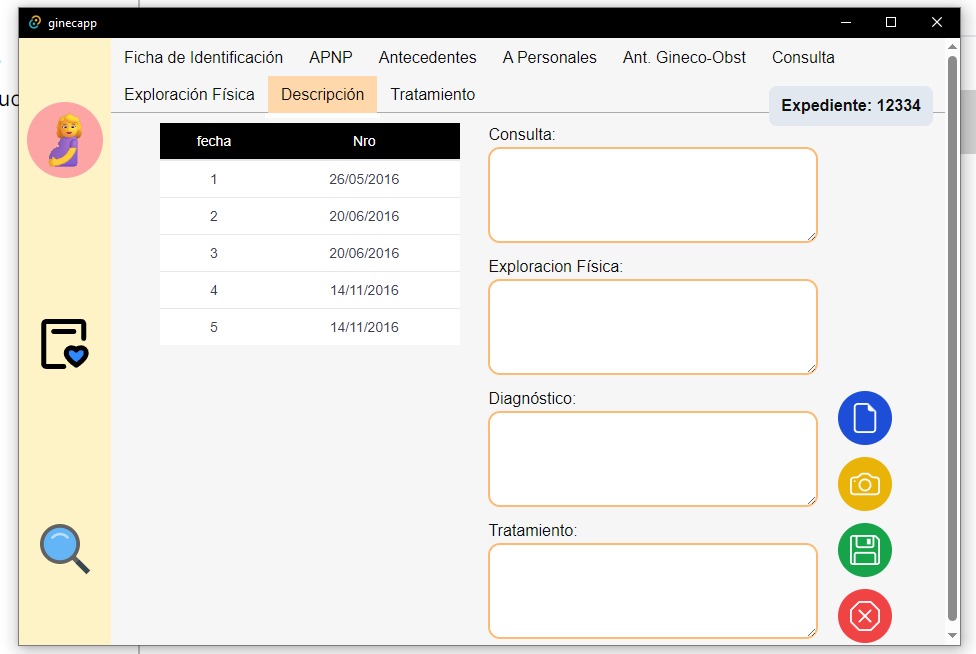 ginecapp
Ficha de Identificación APNP Antecedentes A Personales Ant. Gineco-Obst Consulta
Exploración Física Descripción Tratamiento
Expediente: 12334
fecha Nro
1 26/05/2016
2 20/06/2016
3 20/06/2016
4 14/11/2016
5 14/11/2016
Consulta:
Exploracion Física:
Diagnóstico:
Tratamiento: